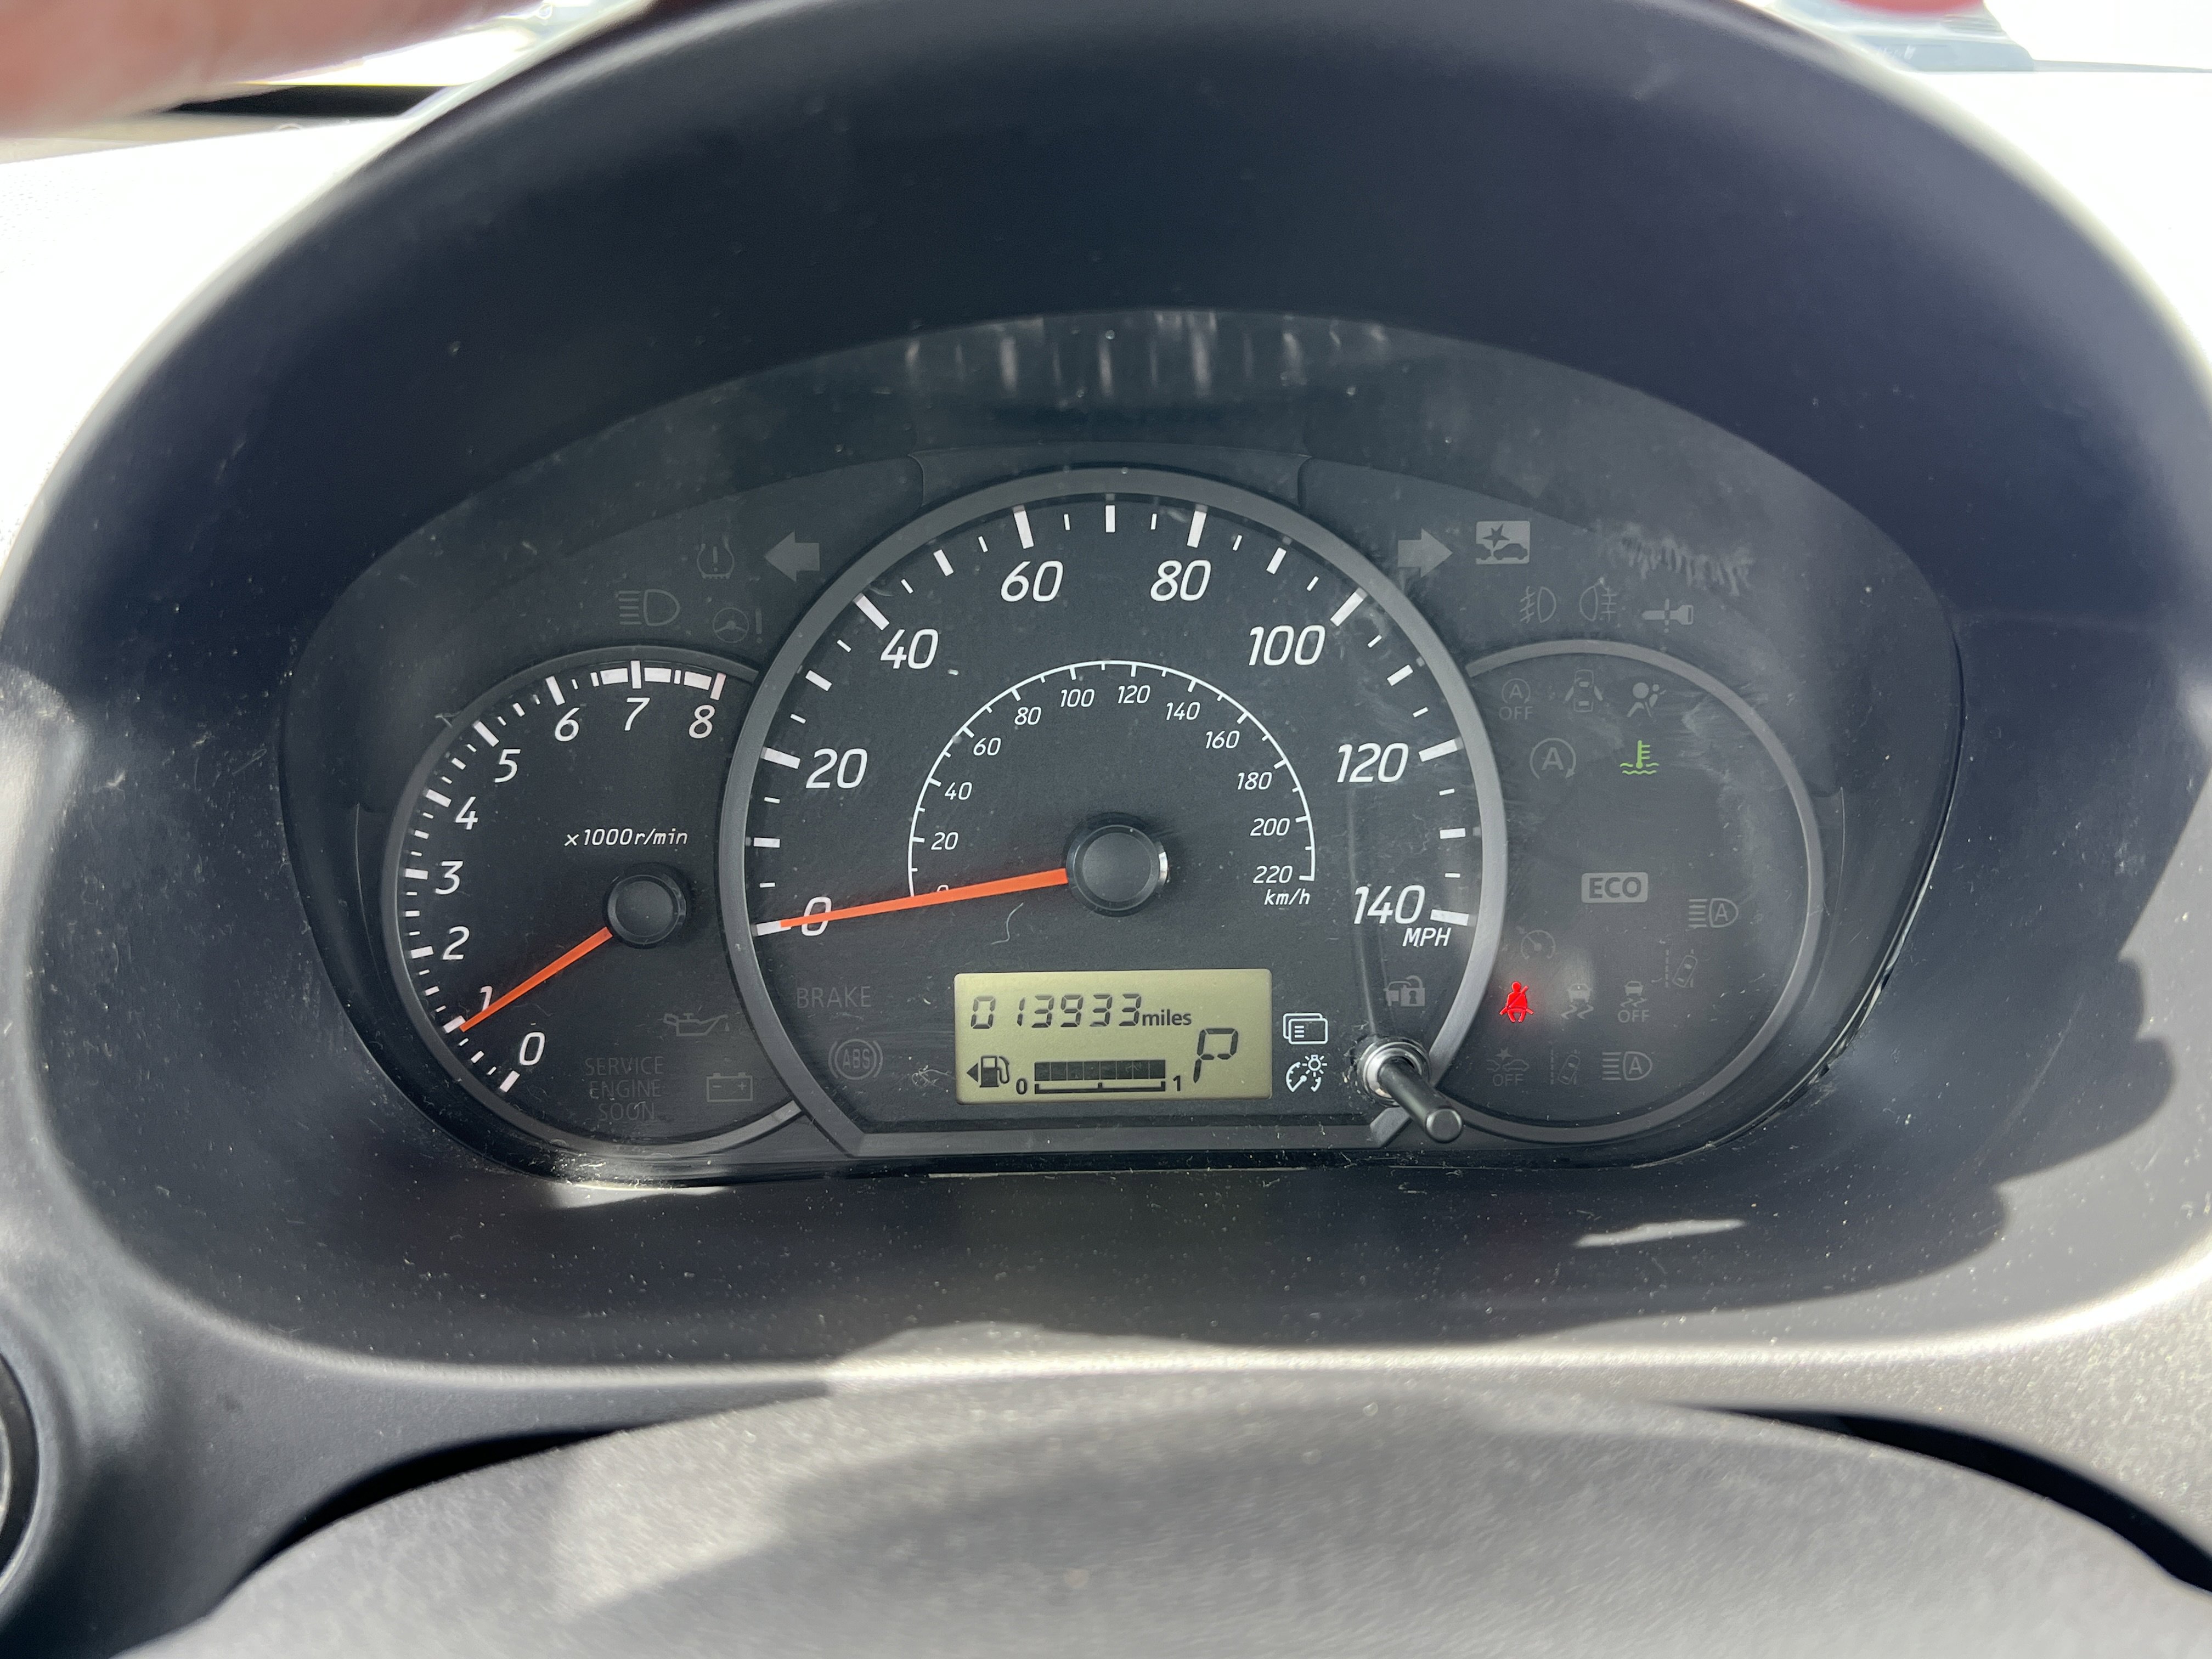 60
80
40
100
20
120
0
140
MPH
100
120
80
140
60
160
40
180
20
200
0
220
km/h
6
7
8
5
4
x1000r/min
3
2
1
0
BRAKE
ABS
SERVICE
ENGINE
SOON
013933miles
P
0
1
A
OFF
A
ECO
A
OFF
OFF
A